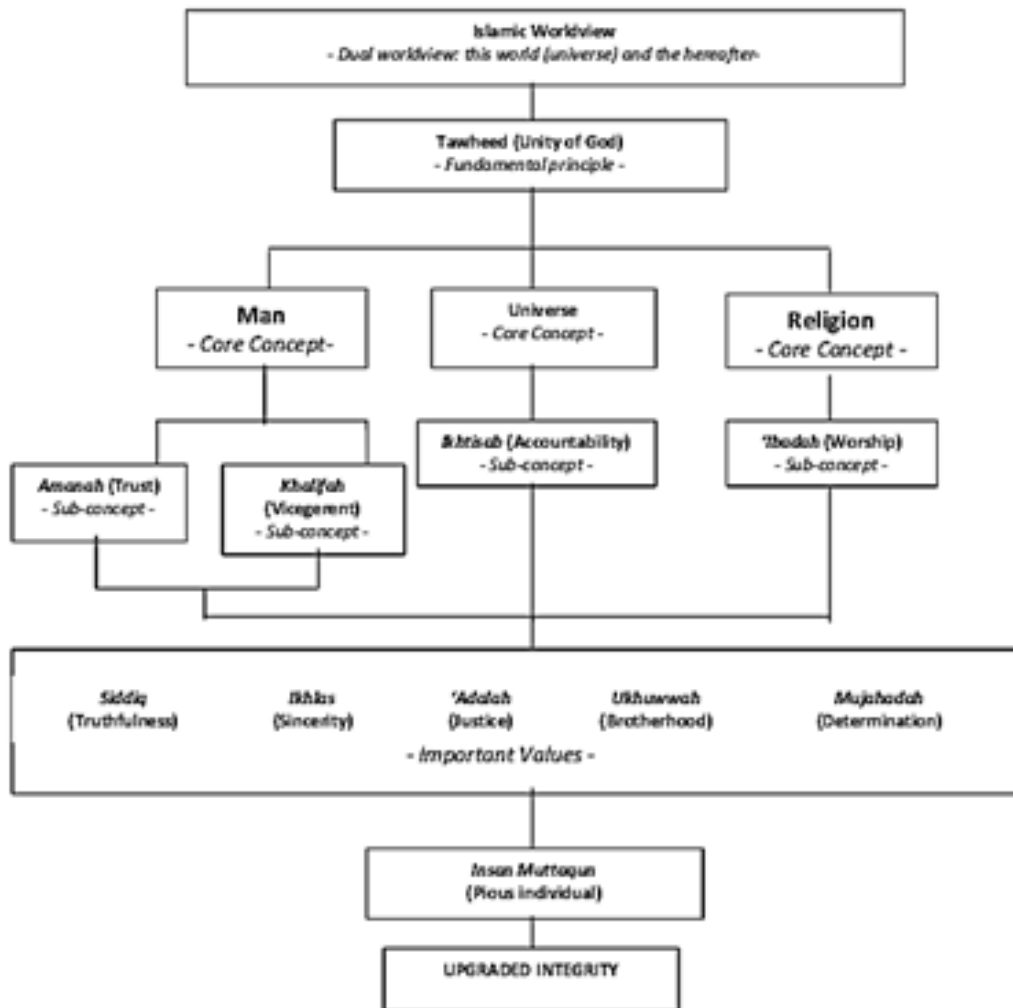 Islamic Worldview
- Dual worldview: this world (universe) and the hereafter-
Tawheed (Unity of God)
- Fundamental principle -
Man
- Core Concept-
Universe
- Core Concept -
Religion
- Core Concept -
Amanah (Trust)
- Sub-concept -
Khalifah
(Vicegerent)
- Sub-concept -
Ikhtisab (Accountability)
- Sub-concept -
'Ibadah (Worship)
- Sub-concept -
Siddiq
(Truthfulness)
Ikhlas
(Sincerity)
'Adalah
(Justice)
Ukhuwwah
(Brotherhood)
Mujahadah
(Determination)
- Important Values -
Insan Muttaqun
(Pious individual)
UPGRADED INTEGRITY